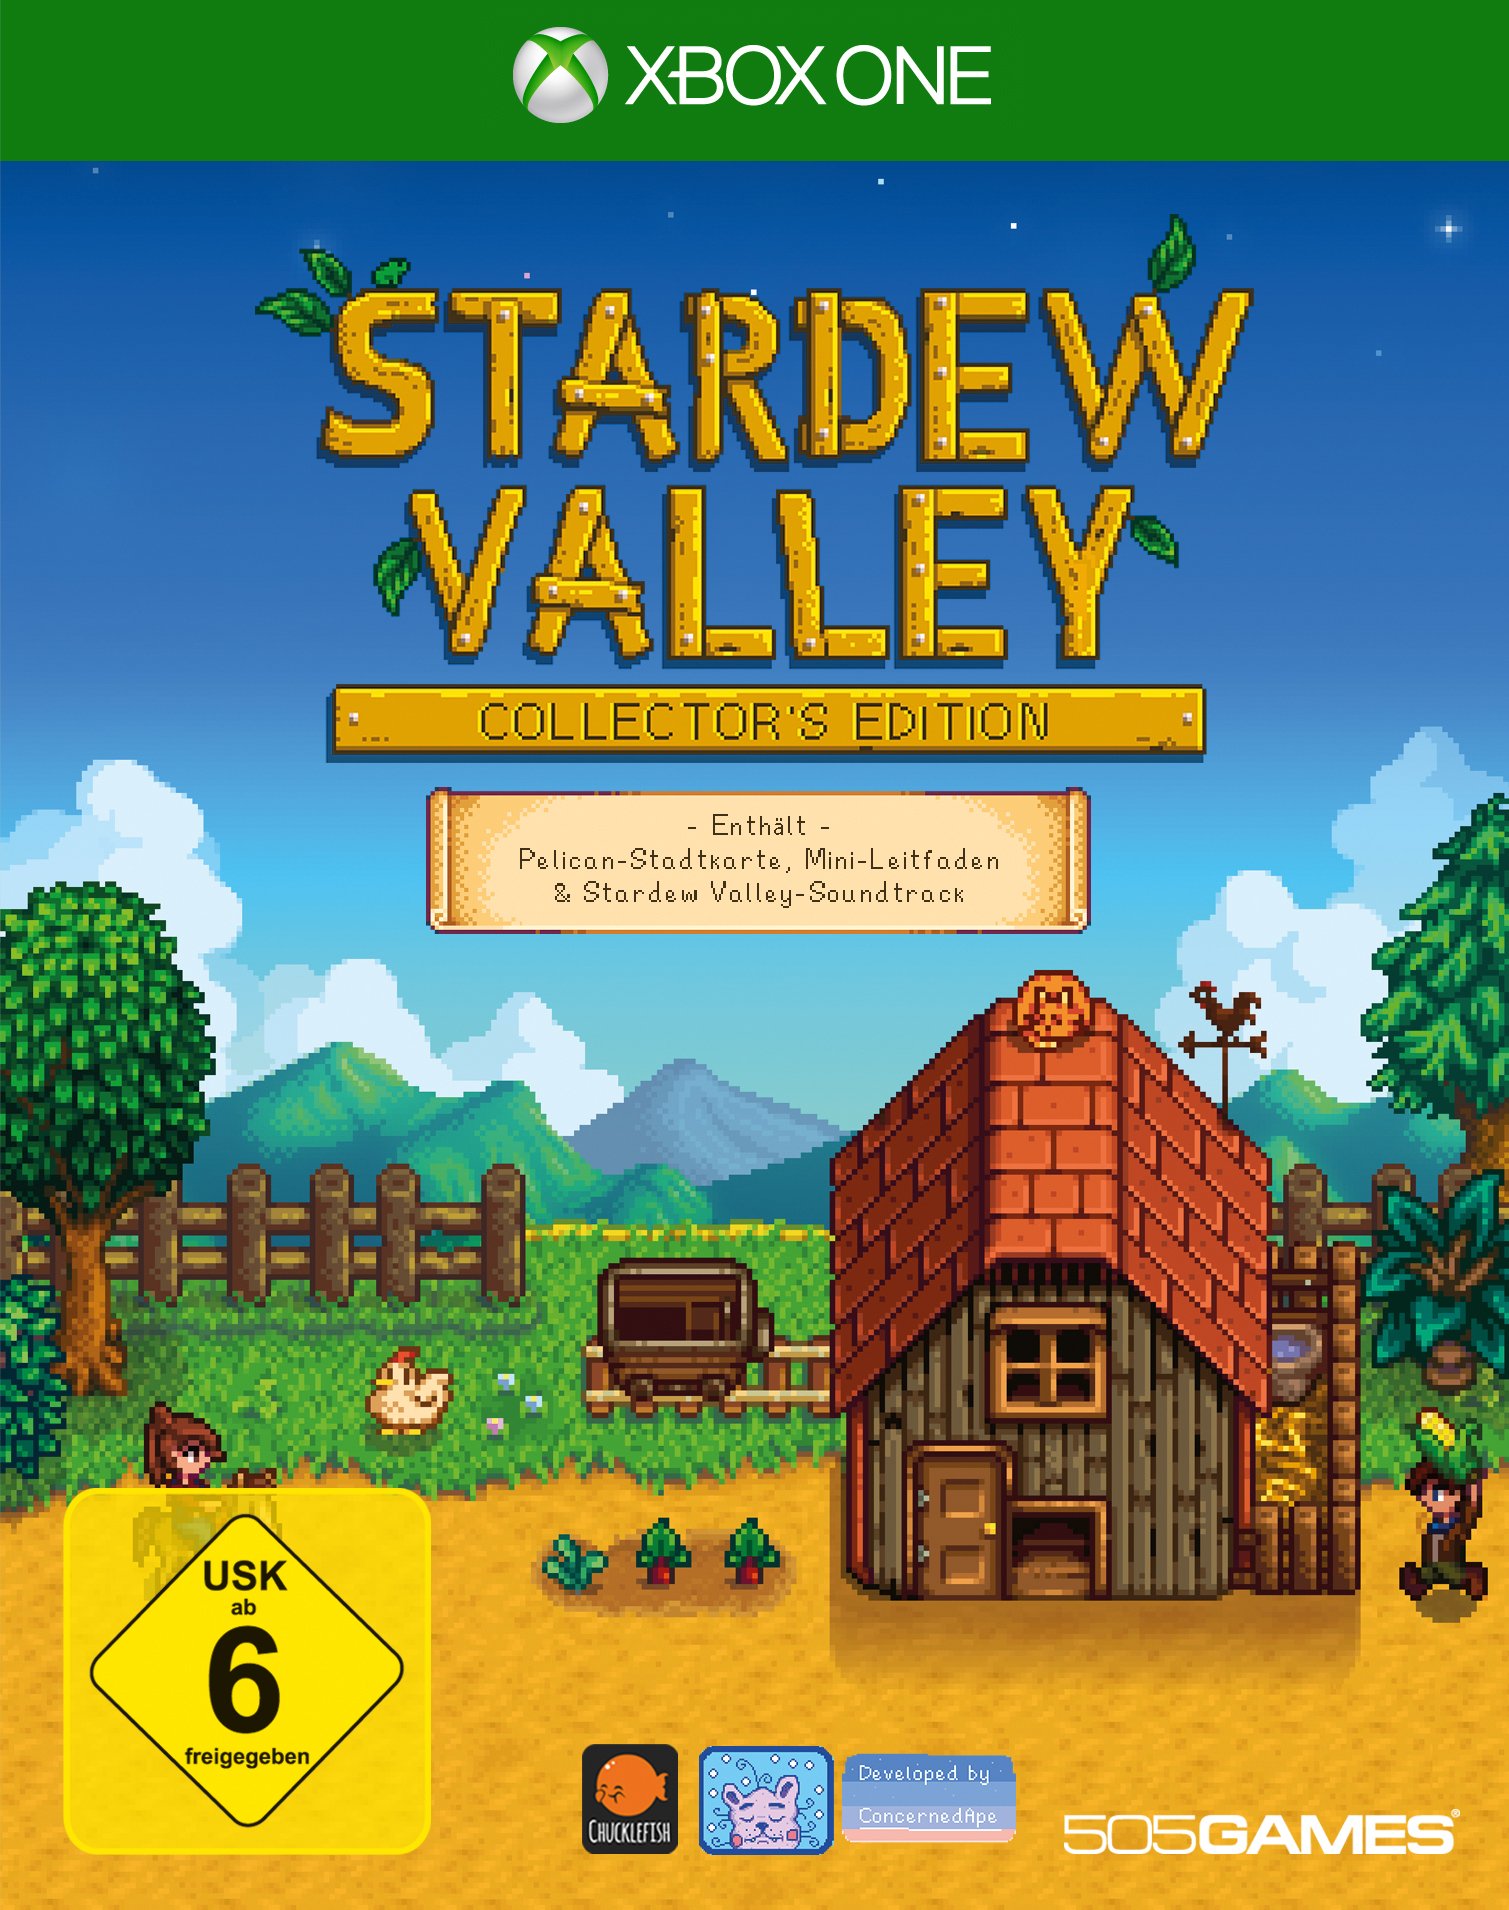 XBOX ONE
STARDEW
VALLEY
COLLECTOR'S EDITION
- Enthält -
Pelican-Stadtkarte, Mini-Leitfaden
& Stardew Valley-Soundtrack
USK
ab
6
freigegeben
CHUCKLEFISH
Developed by
ConcernedApe
505GAMES®